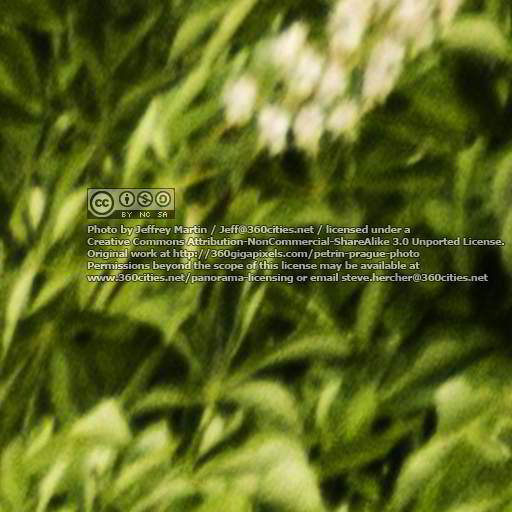 cc
BY NC SA
Photo by Jeffrey Martin / Jeff@360cities.net / licensed under a
Creative Commons Attribution-NonCommercial-ShareAlike 3.0 Unported License.
Original work at http://360gigapixels.com/petrin-prague-photo
Permissions beyond the scope of this license may be available at
www.360cities.net/panorama-licensing or email steve.hercher@360cities.net